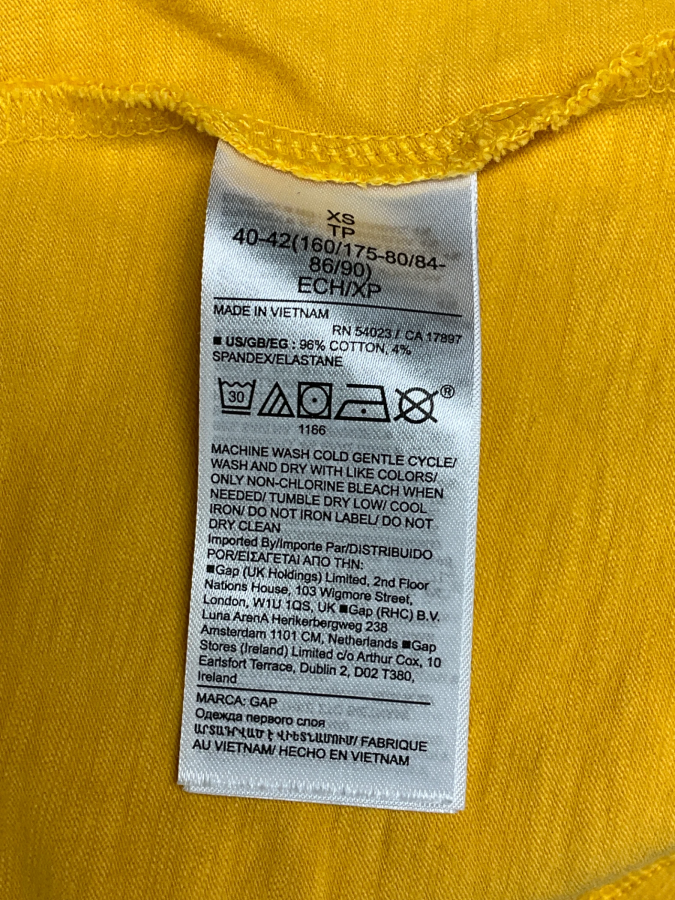 XS
TP
40-42(160/175-80/84-
86/90)
ECH/XP
MADE IN VIETNAM
RN 54023 / CA 17897
■ US/GB/EG : 96% COTTON, 4%
SPANDEX/ELASTANE
30
®
1166
MACHINE WASH COLD GENTLE CYCLE/
WASH AND DRY WITH LIKE COLORS/
ONLY NON-CHLORINE BLEACH WHEN
NEEDED/ TUMBLE DRY LOW/ COOL
IRON/ DO NOT IRON LABEL/ DO NOT
DRY CLEAN
Imported By/Importe Par/DISTRIBUIDO
POR/ΕΙΣΑΓΕΤΑΙ ΑΠΟ ΤΗΝ:
■Gap (UK Holdings) Limited, 2nd Floor
Nations House, 103 Wigmore Street,
London, W1U 1QS, UK ■Gap (RHC) B.V.
Luna ArenA Herikerbergweg 238
Amsterdam 1101 CM, Netherlands ■Gap
Stores (Ireland) Limited c/o Arthur Cox, 10
Earlsfort Terrace, Dublin 2, D02 T380,
Ireland
MARCA: GAP
Одежда первого слоя
ԱՐՏԱԴՎԱԾ Է ՎԻԵՏՆԱՄՈՒՄ/ FABRIQUE
AU VIETNAM/ HECHO EN VIETNAM